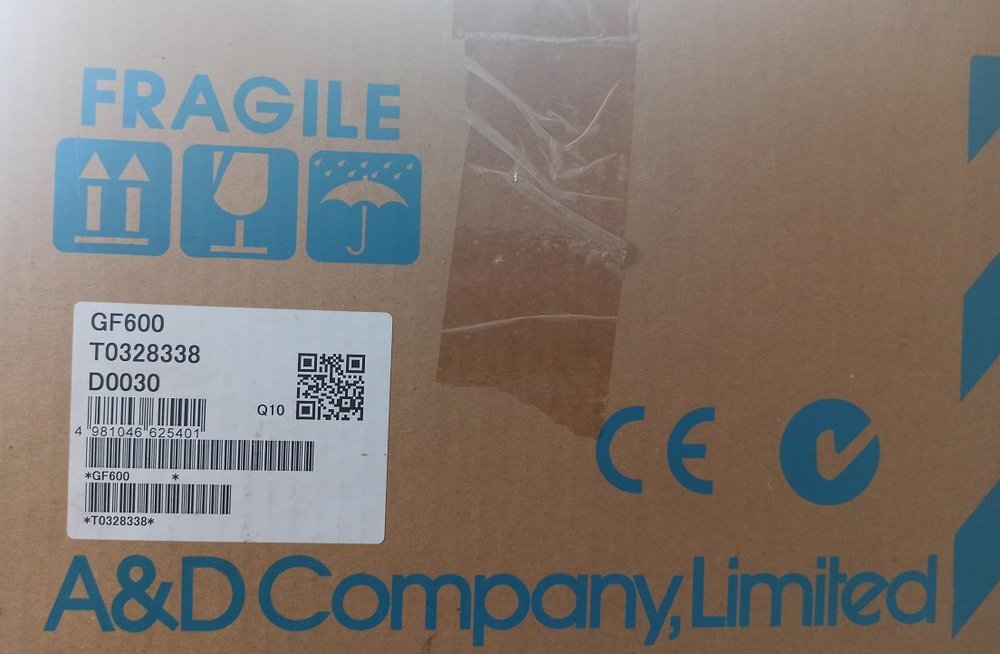 FRAGILE
GF600
T0328338
D0030
Q10
4 981046 625401
*GF600 *
*T0328338*
CE
A&D Company, Limited